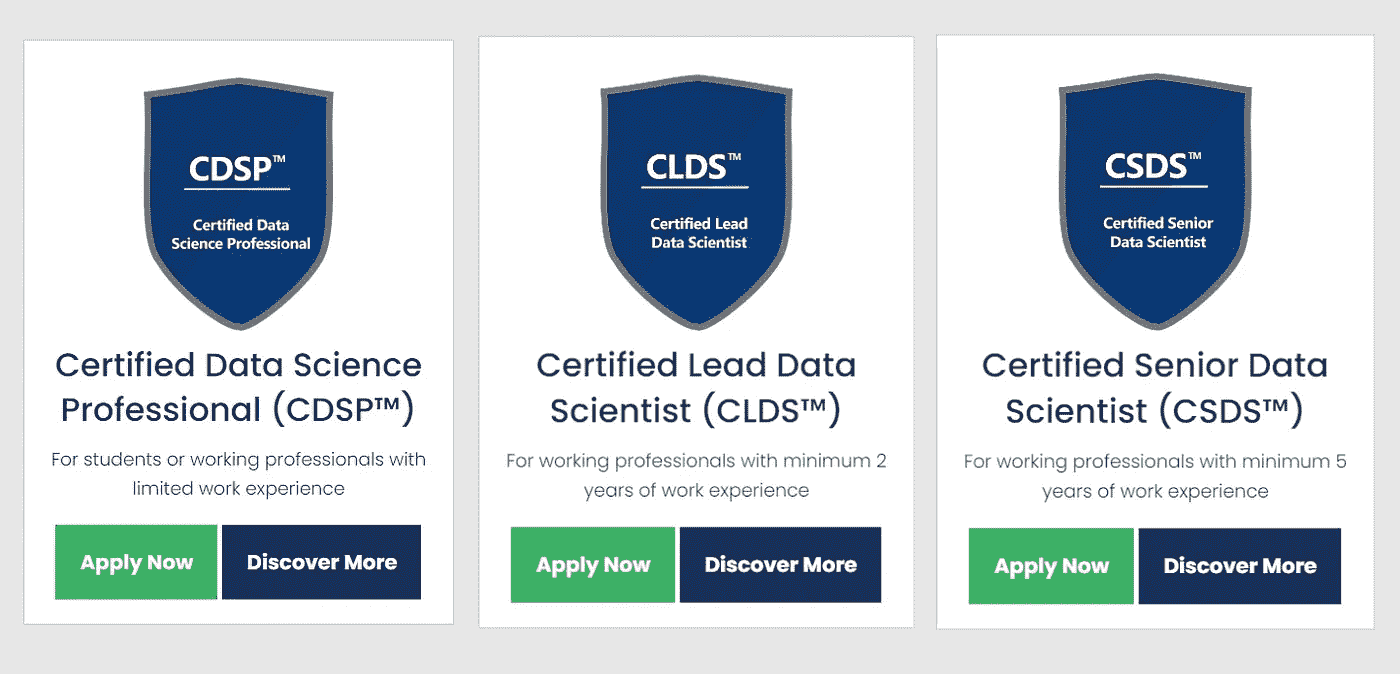 CDSP™
Certified Data
Science Professional
Certified Data Science
Professional (CDSP™)
For students or working professionals with
limited work experience
Apply Now
Discover More
CLDS™
Certified Lead
Data Scientist
Certified Lead Data
Scientist (CLDS™)
For working professionals with minimum 2
years of work experience
Apply Now
Discover More
CSDS™
Certified Senior
Data Scientist
Certified Senior Data
Scientist (CSDS™)
For working professionals with minimum 5
years of work experience
Apply Now
Discover More